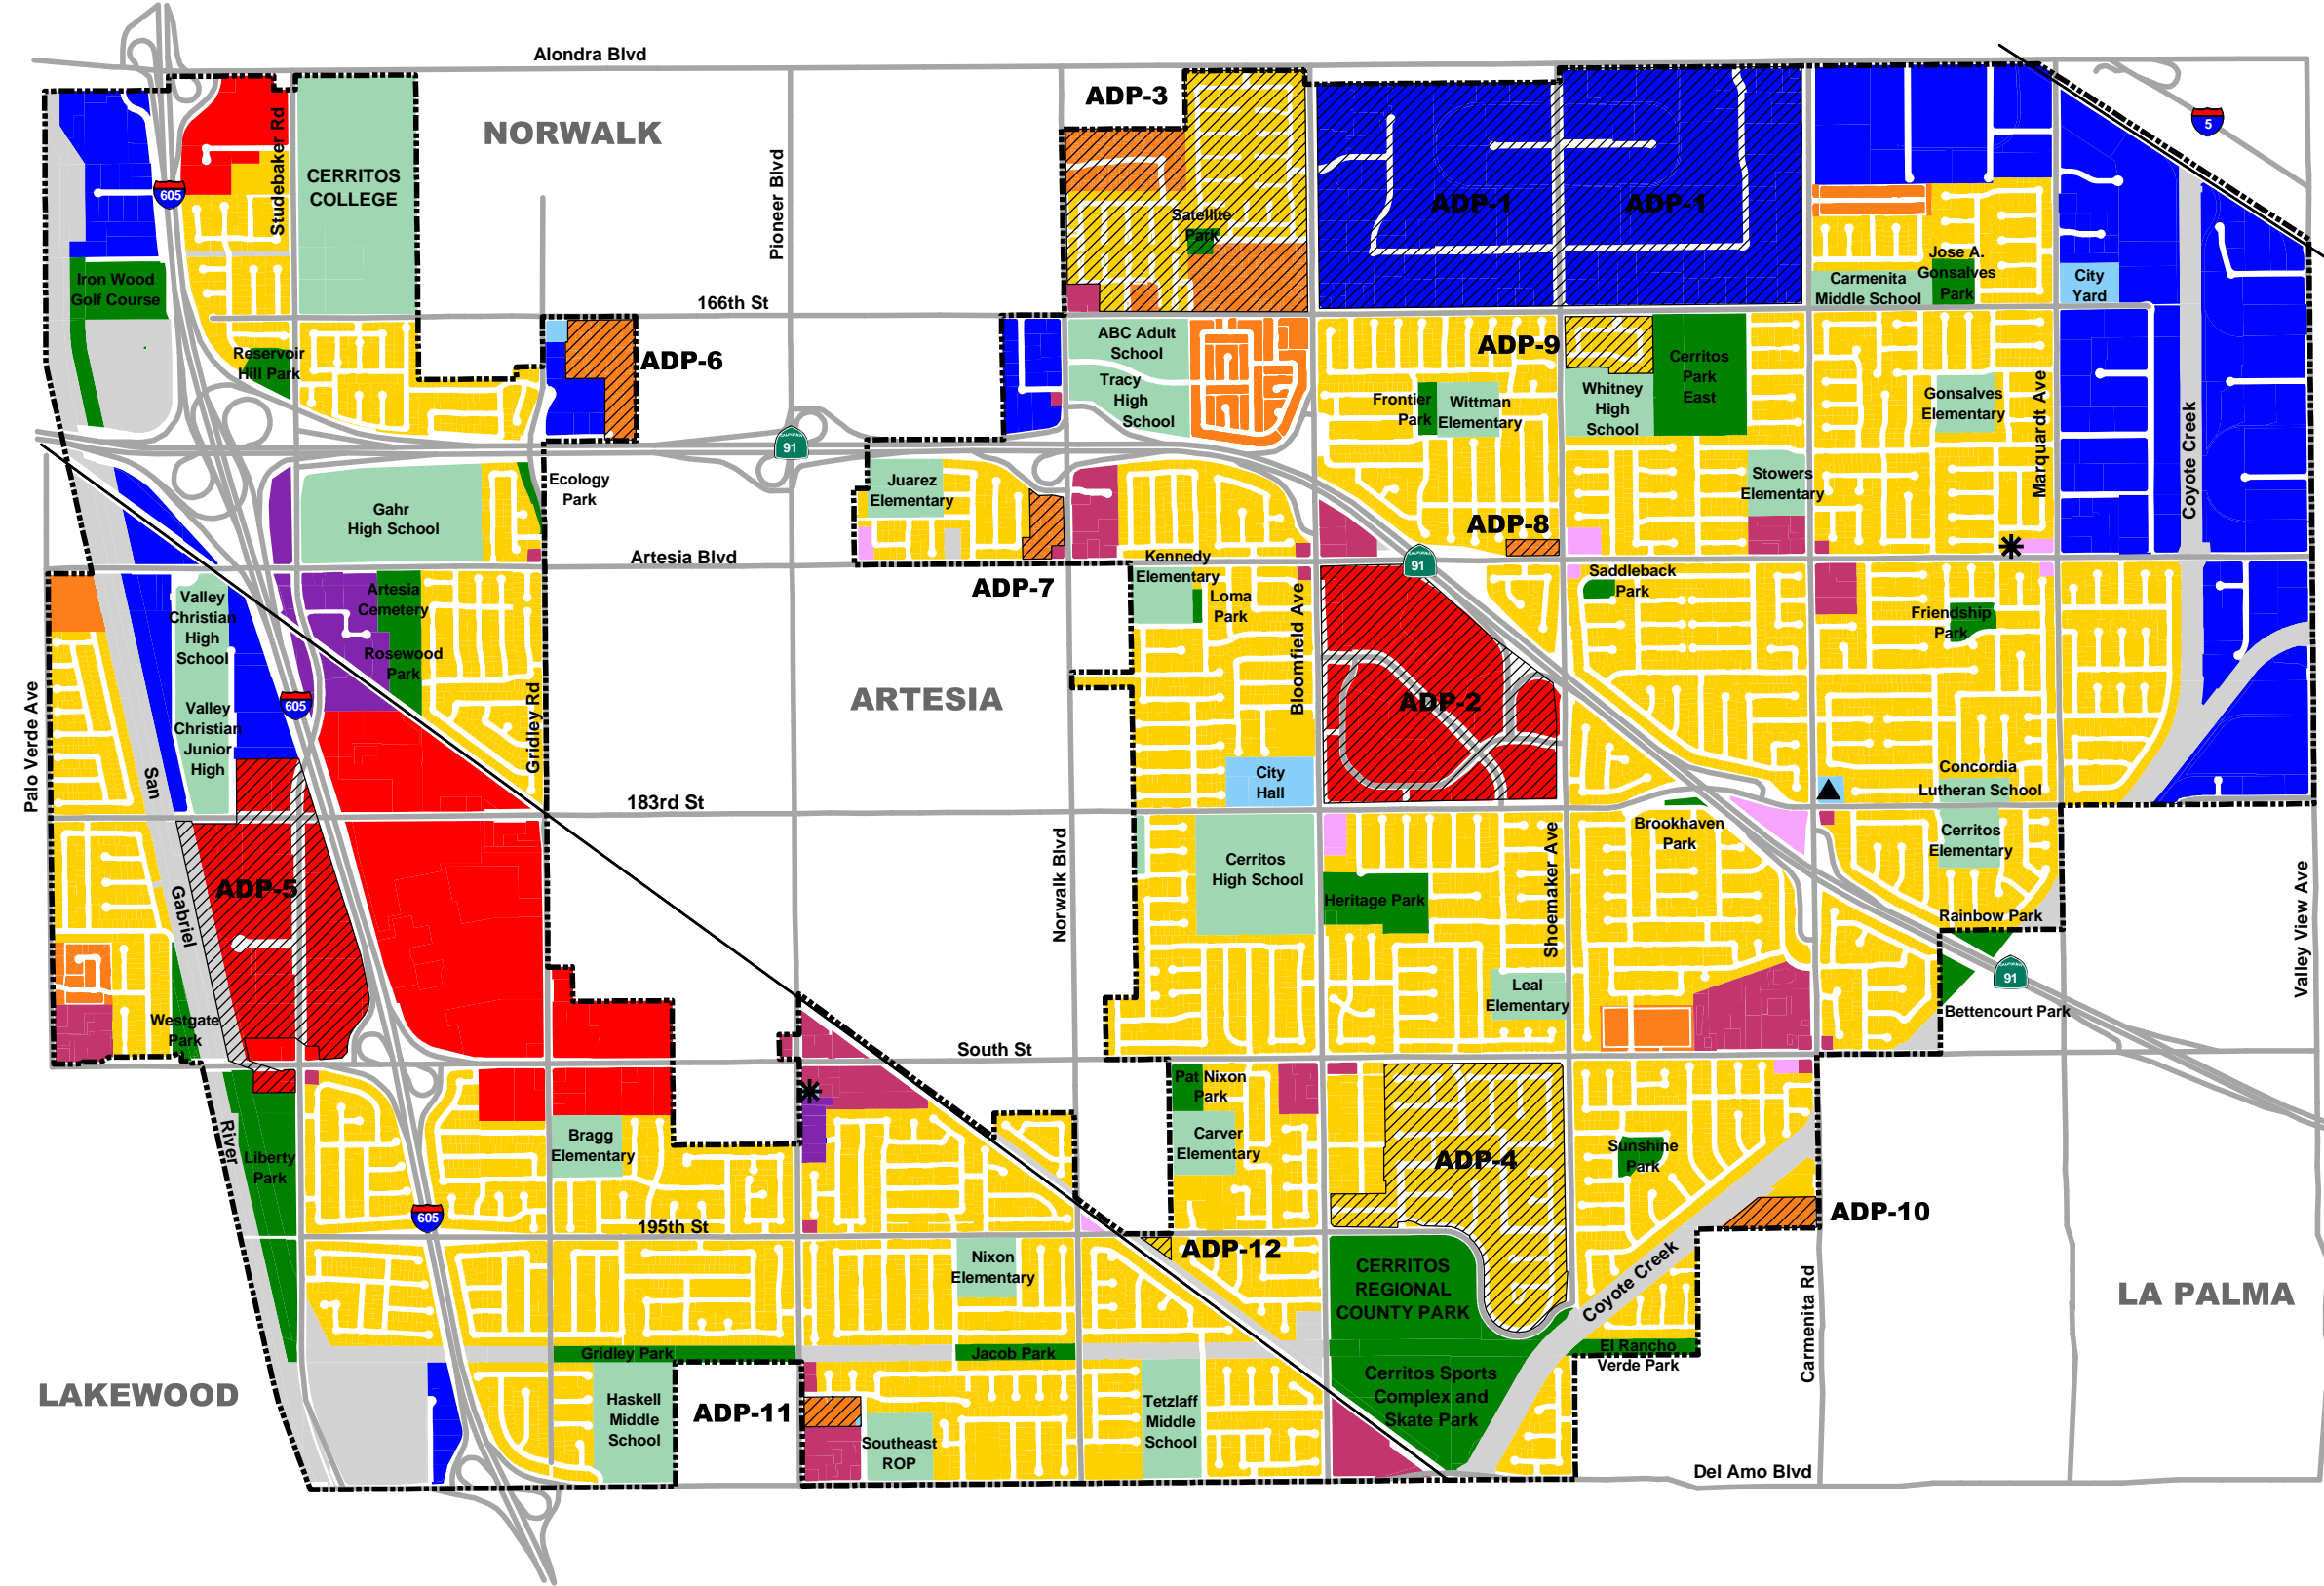 Alondra Blvd
ADP-3
NORWALK
5
Studebaker Rd
CERRITOS
COLLEGE
605
Pioneer Blvd
ADP-1
ADP-1
Satellite
Park
Iron Wood
Golf Course
Jose A.
Gonsalves
Park
Carmenita
Middle School
City
Yard
166th St
ADP-6
Reservoir
Hill Park
ABC Adult
School
Tracy
High
School
ADP-9
Cerritos
Park
East
Whitney
High
School
Frontier
Park
Wittman
Elementary
Gonsalves
Elementary
Marquardt Ave
Coyote Creek
CALIFORNIA
91
Ecology
Park
Gahr
High School
Juarez
Elementary
Stowers
Elementary
ADP-8
Artesia Blvd
ADP-7
Kennedy
Elementary
Loma
Park
Bloomfield Ave
91
Saddleback
Park
Friendship
Park
Valley
Christian
High
School
Artesia
Cemetery
Rosewood
Park
Valley
Christian
Junior
High
605
Palo Verde Ave
San
Gabriel
River
Gridley Rd
ARTESIA
ADP-2
City
Hall
Concordia
Lutheran School
183rd St
Norwalk Blvd
Cerritos
High School
Shoemaker Ave
Brookhaven
Park
Cerritos
Elementary
Valley View Ave
ADP-5
Heritage Park
Rainbow Park
91
Bettencourt Park
Leal
Elementary
Westgate
Park
South St
Pat Nixon
Park
Carver
Elementary
Bragg
Elementary
Liberty
Park
ADP-4
Sunshine
Park
605
195th St
ADP-10
ADP-12
Nixon
Elementary
CERRITOS
REGIONAL
COUNTY PARK
Coyote Creek
Carmenita Rd
LA PALMA
Gridley Park
Jacob Park
El Rancho
Verde Park
LAKEWOOD
Haskell
Middle
School
ADP-11
Southeast
ROP
Tetzlaff
Middle
School
Cerritos Sports
Complex and
Skate Park
Del Amo Blvd